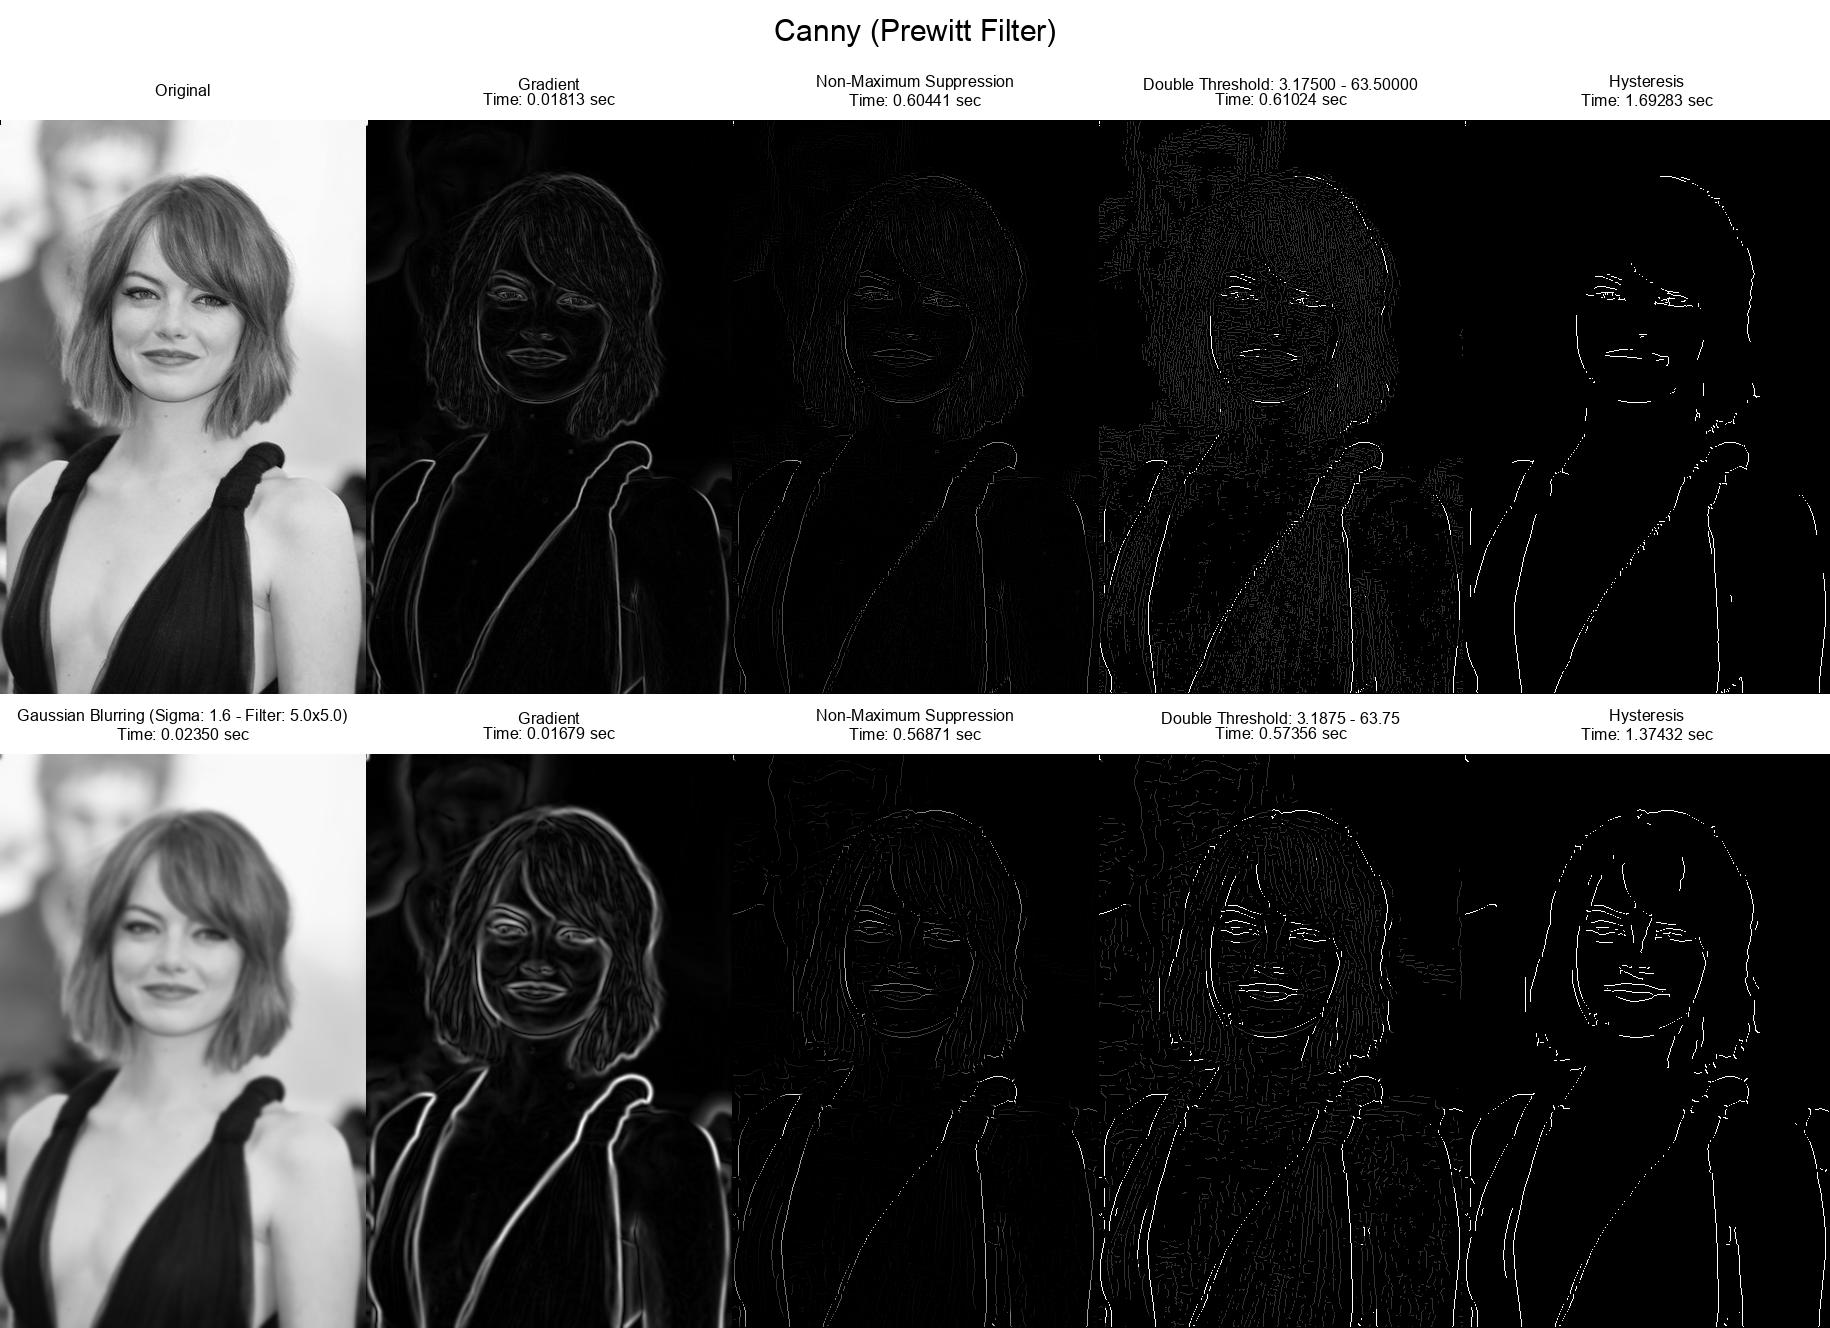 Canny (Prewitt Filter)
Original
Gradient
Time: 0.01813 sec
Non-Maximum Suppression
Time: 0.60441 sec
Double Threshold: 3.17500 - 63.50000
Time: 0.61024 sec
Hysteresis
Time: 1.69283 sec
Gaussian Blurring (Sigma: 1.6 - Filter: 5.0x5.0)
Time: 0.02350 sec
Gradient
Time: 0.01679 sec
Non-Maximum Suppression
Time: 0.56871 sec
Double Threshold: 3.1875 - 63.75
Time: 0.57356 sec
Hysteresis
Time: 1.37432 sec